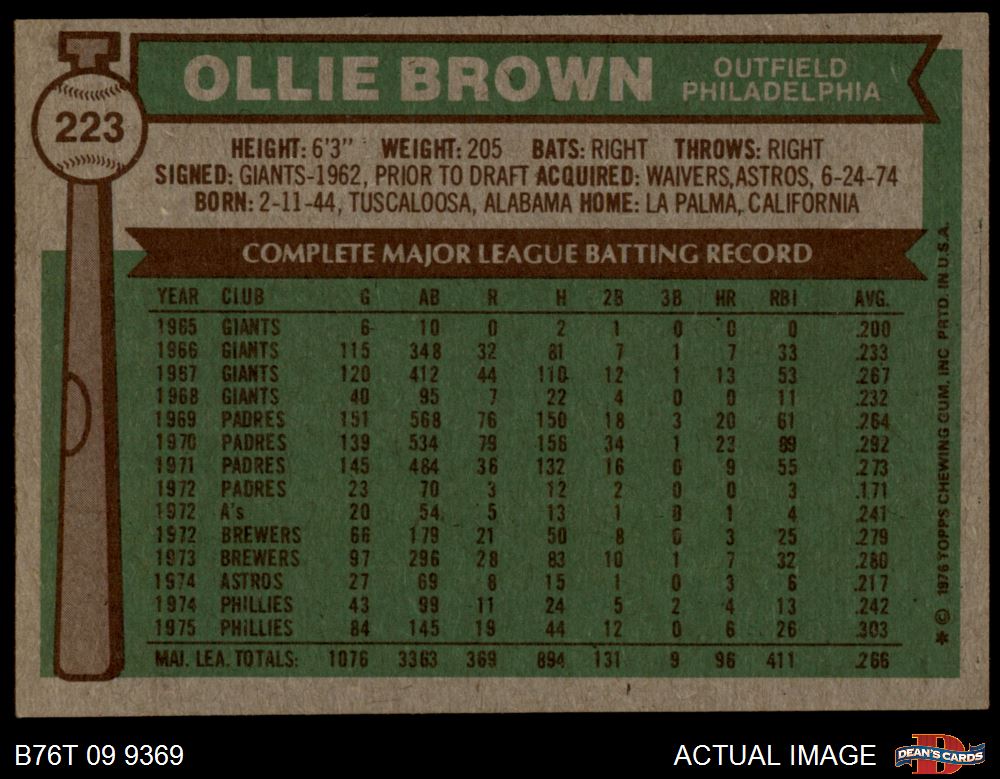 OLLIE BROWN
OUTFIELD
PHILADELPHIA
223
HEIGHT: 6'3" WEIGHT: 205 BATS: RIGHT THROWS: RIGHT
SIGNED: GIANTS-1962, PRIOR TO DRAFT ACQUIRED: WAIVERS, ASTROS, 6-24-74
BORN: 2-11-44, TUSCALOOSA, ALABAMA HOME: LA PALMA, CALIFORNIA
COMPLETE MAJOR LEAGUE BATTING RECORD
YEAR CLUB G AB R H 2B 3B HR RBI AVG.
1965 GIANTS 6 10 0 2 1 0 0 0 .200
1966 GIANTS 115 348 32 81 7 1 7 33 .233
1967 GIANTS 120 412 44 110 12 1 13 53 .267
1968 GIANTS 40 95 7 22 4 0 0 11 .232
1969 PADRES 151 568 76 150 18 3 20 61 .264
1970 PADRES 139 534 79 156 34 1 23 89 .292
1971 PADRES 145 484 36 132 16 0 9 55 .273
1972 PADRES 23 70 3 12 2 0 0 3 .171
1972 A's 20 54 5 13 1 0 1 4 .241
1972 BREWERS 66 179 21 50 8 0 3 25 .279
1973 BREWERS 97 296 28 83 10 1 7 32 .280
1974 ASTROS 27 69 8 15 1 0 3 6 .217
1974 PHILLIES 43 99 11 24 5 2 4 13 .242
1975 PHILLIES 84 145 19 44 12 0 6 26 .303
MAJ. LEA. TOTALS: 1076 3363 369 894 131 9 96 411 .266
* © 1976 TOPPS CHEWING GUM, INC PRTD. IN U.S.A.
B76T 09 9369
ACTUAL IMAGE
DEAN'S CARDS